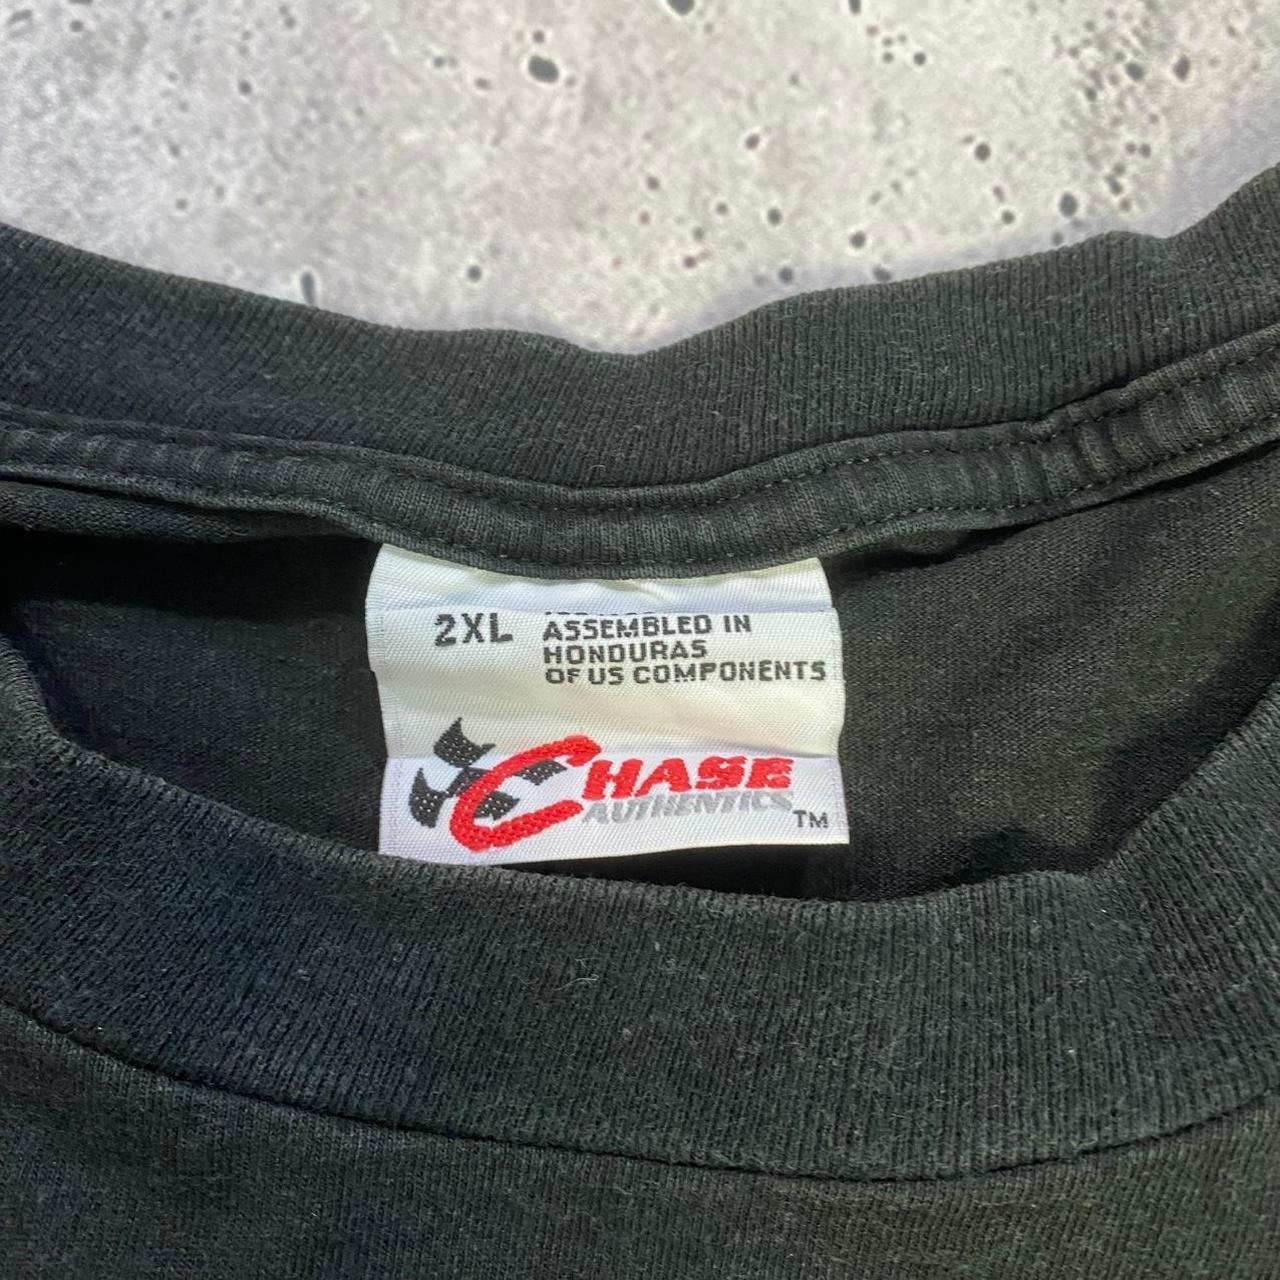 2XL
ASSEMBLED IN
HONDURAS
OF US COMPONENTS
CHASE
AUTHENTICS TM